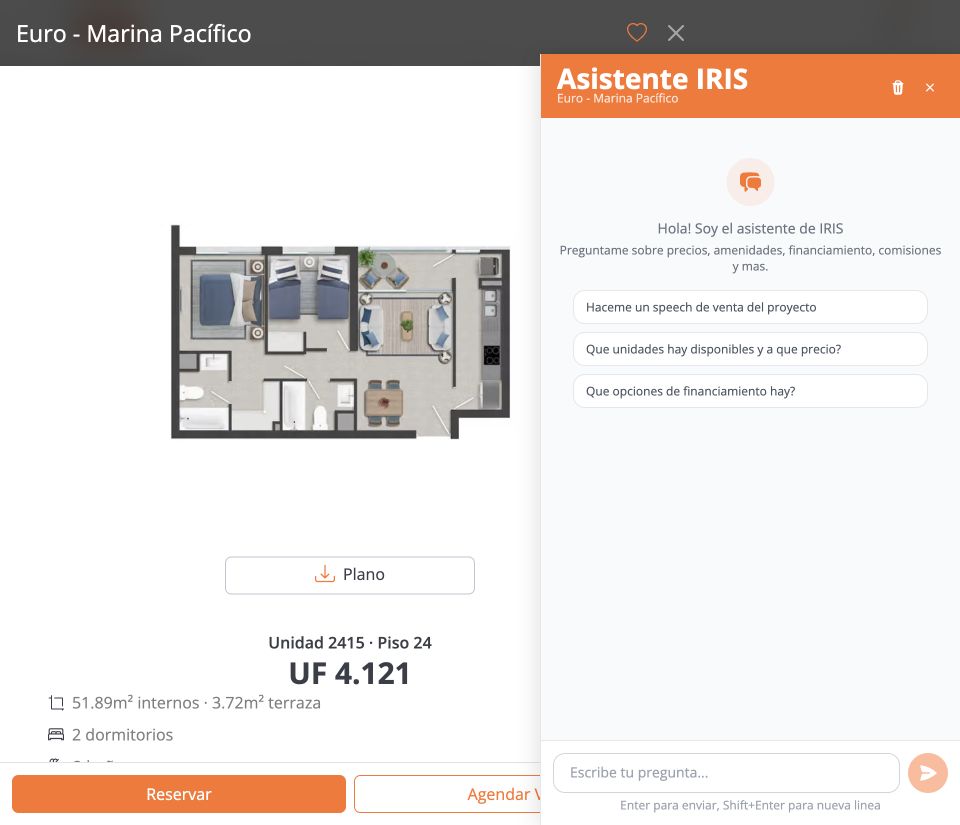 Euro - Marina Pacífico
Plano
Unidad 2415 · Piso 24
UF 4.121
51.89m² internos · 3.72m² terraza
2 dormitorios
Reservar
Agendar
Asistente IRIS
Euro - Marina Pacífico
Hola! Soy el asistente de IRIS
Preguntame sobre precios, amenidades, financiamiento, comisiones
y mas.
Haceme un speech de venta del proyecto
Que unidades hay disponibles y a que precio?
Que opciones de financiamiento hay?
Escribe tu pregunta...
Enter para enviar, Shift+Enter para nueva linea